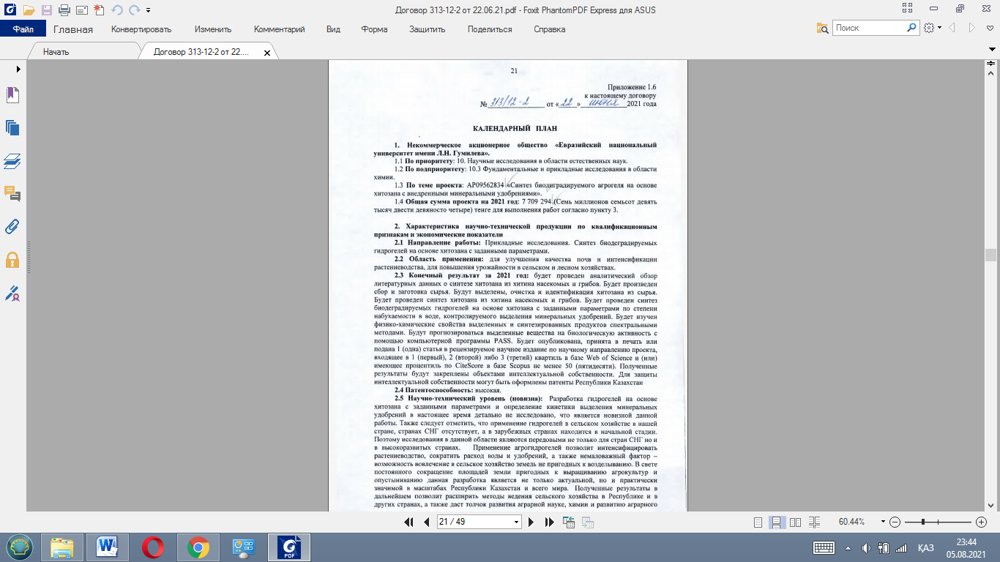 Договор 313-12-2 от 22.06.21.pdf - Foxit PhantomPDF Express для ASUS
Файл Главная Конвертировать Изменить Комментарий Вид Форма Защитить Поделиться Справка Поиск
Начать Договор 313-12-2 от 22....
21
Приложение 1.6
к настоящему договору
№ 313/12-2 от «22» июня 2021 года
КАЛЕНДАРНЫЙ ПЛАН
1. Некоммерческое акционерное общество «Евразийский национальный
университет имени Л.Н. Гумилева».
1.1 По приоритету: 10. Научные исследования в области естественных наук.
1.2 По подприоритету: 10.3 Фундаментальные и прикладные исследования в области
химии.
1.3 По теме проекта: АР09562834 «Синтез биодиградируемого агрогеля на основе
хитозана с внедренными минеральными удобрениями».
1.4 Общая сумма проекта на 2021 год: 7 709 294 (Семь миллионов семьсот девять
тысяч двести девяносто четыре) тенге для выполнения работ согласно пункту 3.
2. Характеристика научно-технической продукции по квалификационным
признакам и экономические показатели
2.1 Направление работы: Прикладные исследования. Синтез биодеградируемых
гидрогелей на основе хитозана с заданными параметрами.
2.2 Область применения: для улучшения качества почв и интенсификации
растениеводства, для повышения урожайности в сельском и лесном хозяйствах.
2.3 Конечный результат за 2021 год: будет проведен аналитический обзор
литературных данных о синтезе хитозана из хитина насекомых и грибов. Будет произведен
сбор и заготовка сырья. Будут выделены, очистка и идентификация хитозана из сырья.
Будет проведен синтез хитозана из хитина насекомых и грибов. Будет проведен синтез
биодеградируемых гидрогелей на основе хитозана с заданными параметрами по степени
набухаемости в воде, контролируемого выделения минеральных удобрений. Будет изучен
физико-химические свойства выделенных и синтезированных продуктов спектральными
методами. Будут прогнозироваться выделенные вещества на биологическую активность с
помощью компьютерной программы PASS. Будет опубликована, принята в печать или
подана 1 (одна) статья в рецензируемое научное издание по научному направлению проекта,
входящее в 1 (первый), 2 (второй) либо 3 (третий) квартиль в базе Web of Science и (или)
имеющее процентиль по CiteScore в базе Scopus не менее 50 (пятидесяти). Полученные
результаты будут закреплены объектами интеллектуальной собственности. Для защиты
интеллектуальной собственности могут быть оформлены патенты Республики Казахстан
2.4 Патентоспособность: высокая.
2.5 Научно-технический уровень (новизна): Разработка гидрогелей на основе
хитозана с заданными параметрами и определение кинетики выделения минеральных
удобрений в настоящее время детально не исследовано, что является новизной данной
работы. Также следует отметить, что применение гидрогелей в сельском хозяйстве в нашей
стране, странах СНГ отсутствует, а в зарубежных странах находится в начальной стадии.
Поэтому исследования в данной области являются передовыми не только для стран СНГ но и
в высокоразвитых странах. Применение агрогидрогелей позволит интенсифицировать
растениеводство, сократить расход воды и удобрений, а также немаловажный фактор –
возможность вовлечение в сельское хозяйство земель не пригодных к возделыванию. В свете
постоянного сокращение площадей земли пригодных к выращиванию агрокультур и
опустыниванию данная разработка является не только актуальной, но и практически
значимой в масштабах Республики Казахстан и всего мира. Полученные результаты в
дальнейшем позволит расширить методы ведения сельского хозяйства в Республике и в
других странах, а также даст толчок развития аграрной науке, химии и развитию аграрного
21 / 49 60.44%
PDF ҚАЗ 23:44
05.08.2021